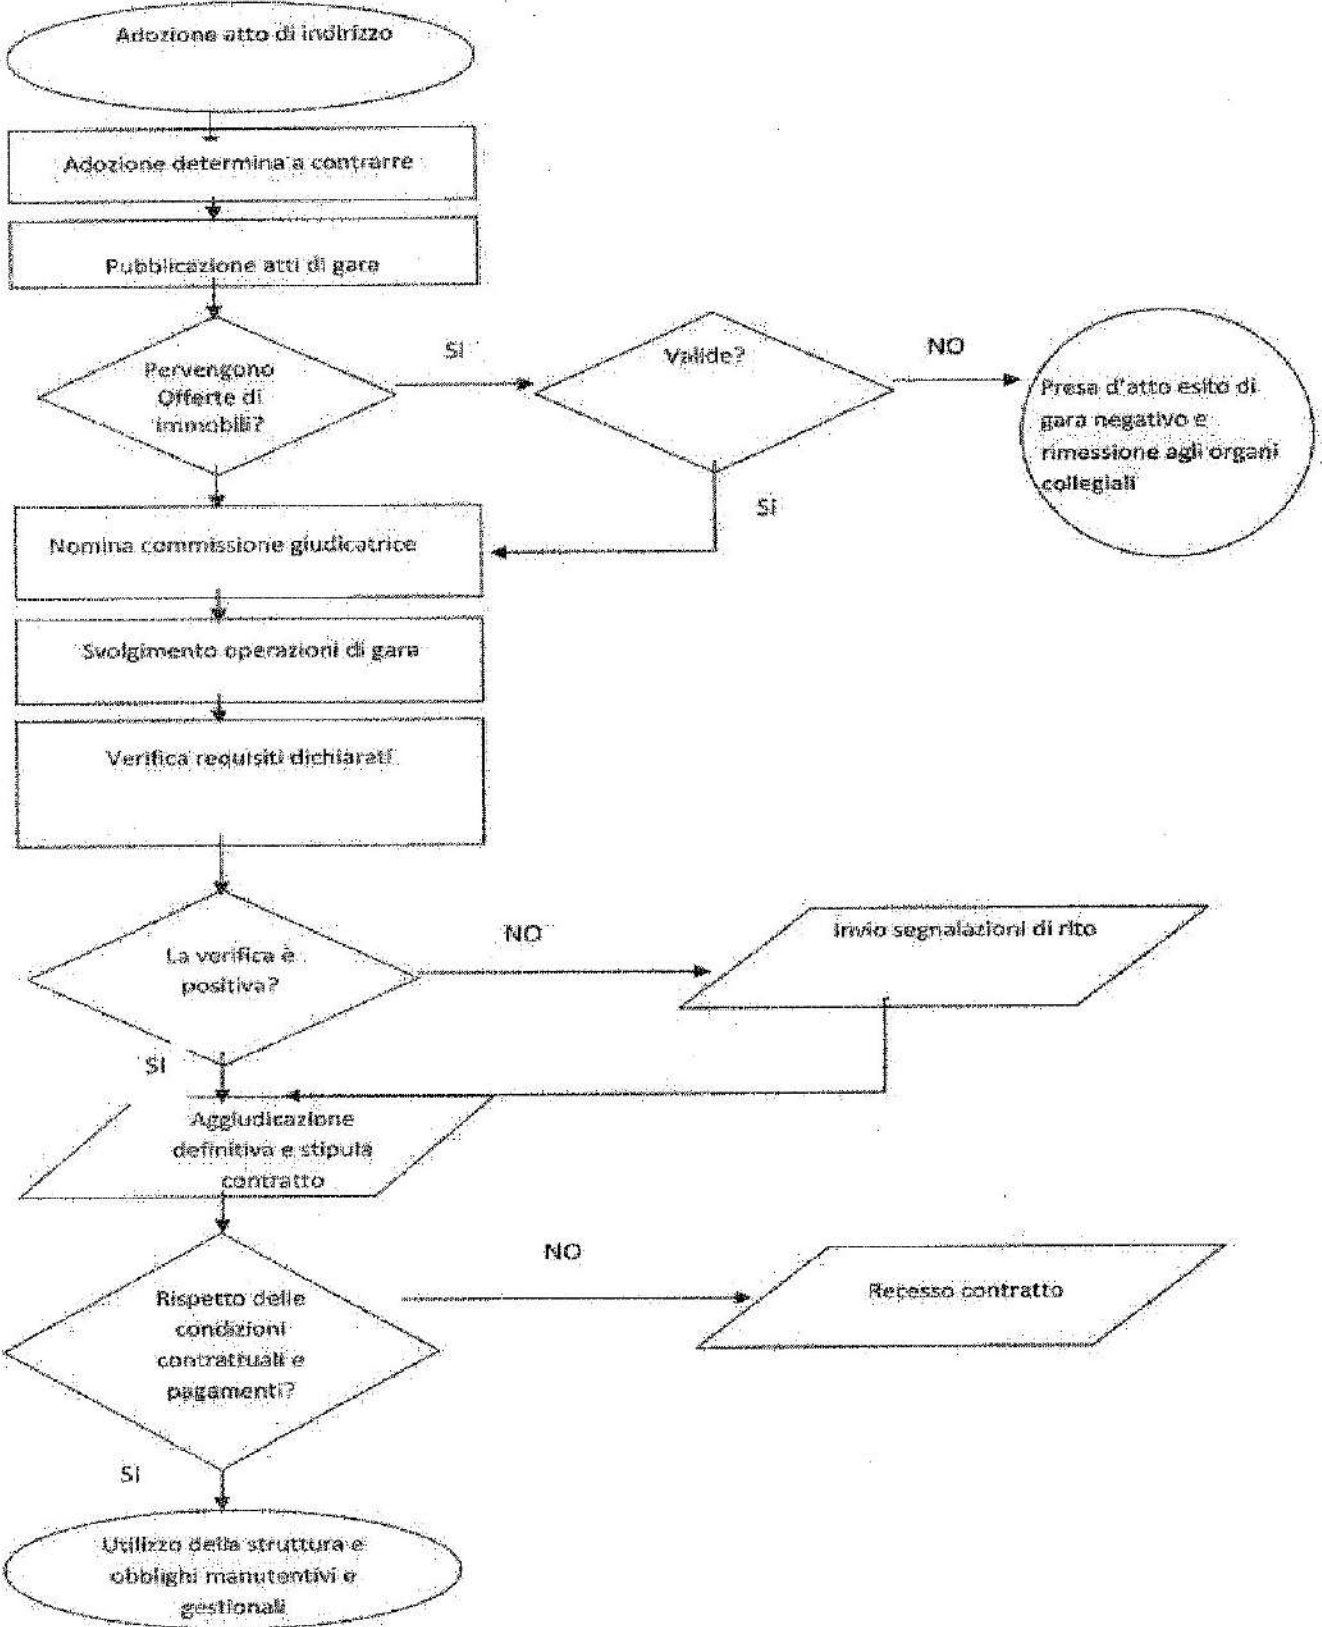 Adozione atto di indirizzo
Adozione determina a contrarre
Pubblicazione atti di gara
Pervengono
Offerte di
immobili?
SI
Valide?
NO
Presa d'atto esito di
gara negativo e
rimessione agli organi
collegiali
SI
Nomina commissione giudicatrice
Svolgimento operazioni di gara
Verifica requisiti dichiarati
La verifica è
positiva?
NO
Invio segnalazioni di rito
SI
Aggiudicazione
definitiva e stipula
contratto
Rispetto delle
condizioni
contrattuali e
pagamenti?
NO
Recesso contratto
SI
Utilizzo della struttura e
obblighi manutentivi e
gestionali